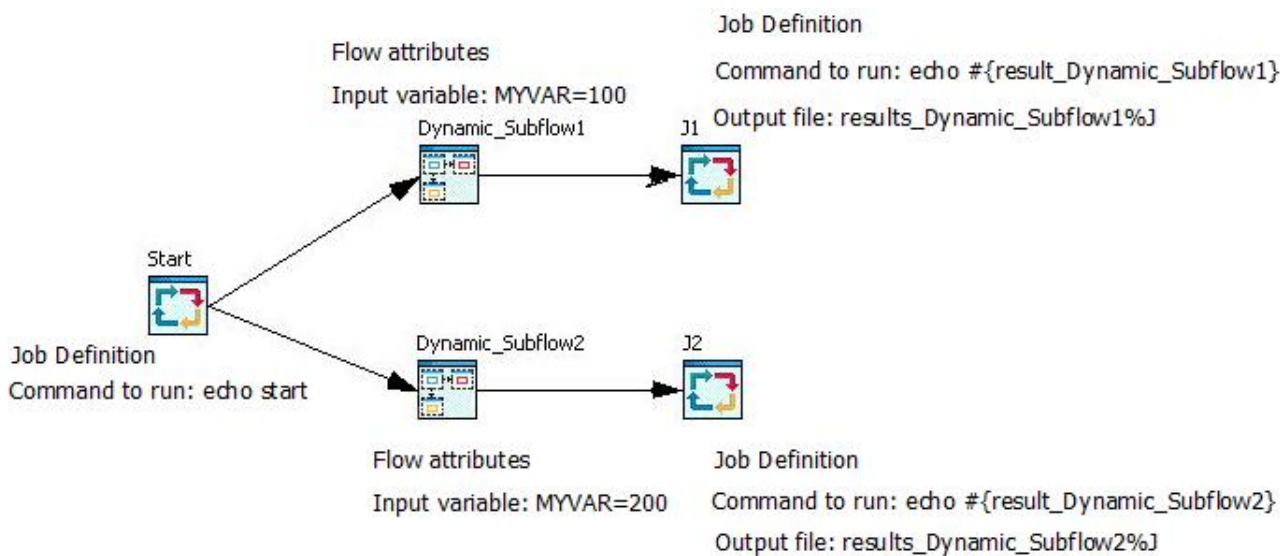 Job Definition
Flow attributes
Command to run: echo #{result_Dynamic_Subflow1}
Input variable: MYVAR=100
Output file: results_Dynamic_Subflow1%J
Dynamic_Subflow1
J1
Start
Job Definition
Command to run: echo start
Dynamic_Subflow2
J2
Flow attributes
Input variable: MYVAR=200
Job Definition
Command to run: echo #{result_Dynamic_Subflow2}
Output file: results_Dynamic_Subflow2%J